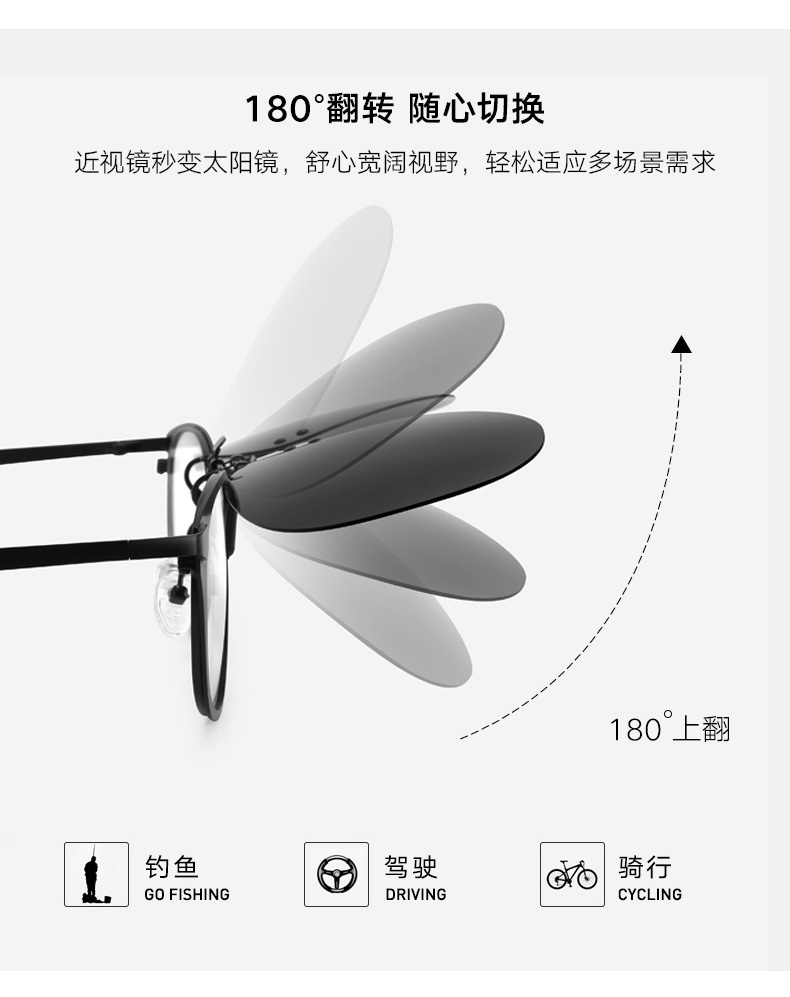 180°翻转 随心切换
近视镜秒变太阳镜，舒心宽阔视野，轻松适应多场景需求
180°上翻
钓鱼
GO FISHING
驾驶
DRIVING
骑行
CYCLING